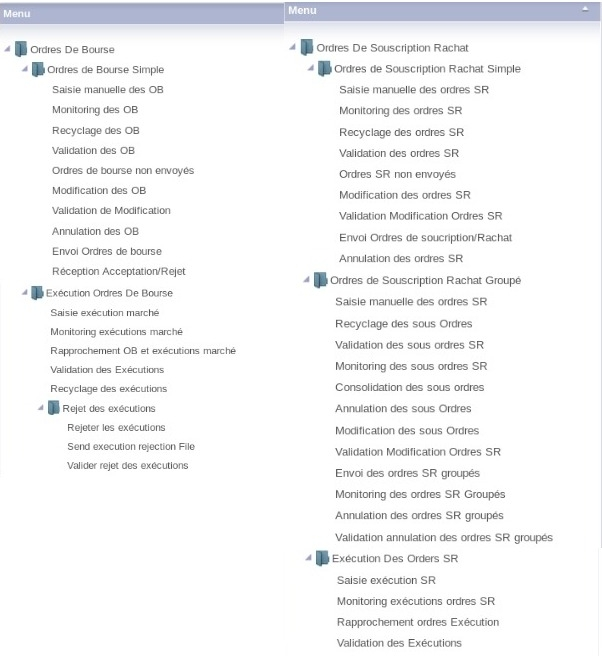 Menu
Ordres De Bourse
Ordres de Bourse Simple
Saisie manuelle des OB
Monitoring des OB
Recyclage des OB
Validation des OB
Ordres de bourse non envoyés
Modification des OB
Validation de Modification
Annulation des OB
Envoi Ordres de bourse
Réception Acceptation/Rejet
Exécution Ordres De Bourse
Saisie exécution marché
Monitoring exécutions marché
Rapprochement OB et exécutions marché
Validation des Exécutions
Recyclage des exécutions
Rejet des exécutions
Rejeter les exécutions
Send execution rejection File
Valider rejet des exécutions
Menu
Ordres De Souscription Rachat
Ordres de Souscription Rachat Simple
Saisie manuelle des ordres SR
Monitoring des ordres SR
Recyclage des ordres SR
Validation des ordres SR
Ordres SR non envoyés
Modification des ordres SR
Validation Modification Ordres SR
Envoi Ordres de soucription/Rachat
Annulation des ordres SR
Ordres de Souscription Rachat Groupé
Saisie manuelle des ordres SR
Recyclage des sous Ordres
Validation des sous ordres SR
Monitoring des sous ordres SR
Consolidation des sous ordres
Annulation des sous Ordres
Modification des sous Ordres
Validation Modification Ordres SR
Envoi des ordres SR groupés
Monitoring des ordres SR Groupés
Annulation des ordres SR groupés
Validation annulation des ordres SR groupés
Exécution Des Orders SR
Saisie exécution SR
Monitoring exécutions ordres SR
Rapprochement ordres Exécution
Validation des Exécutions